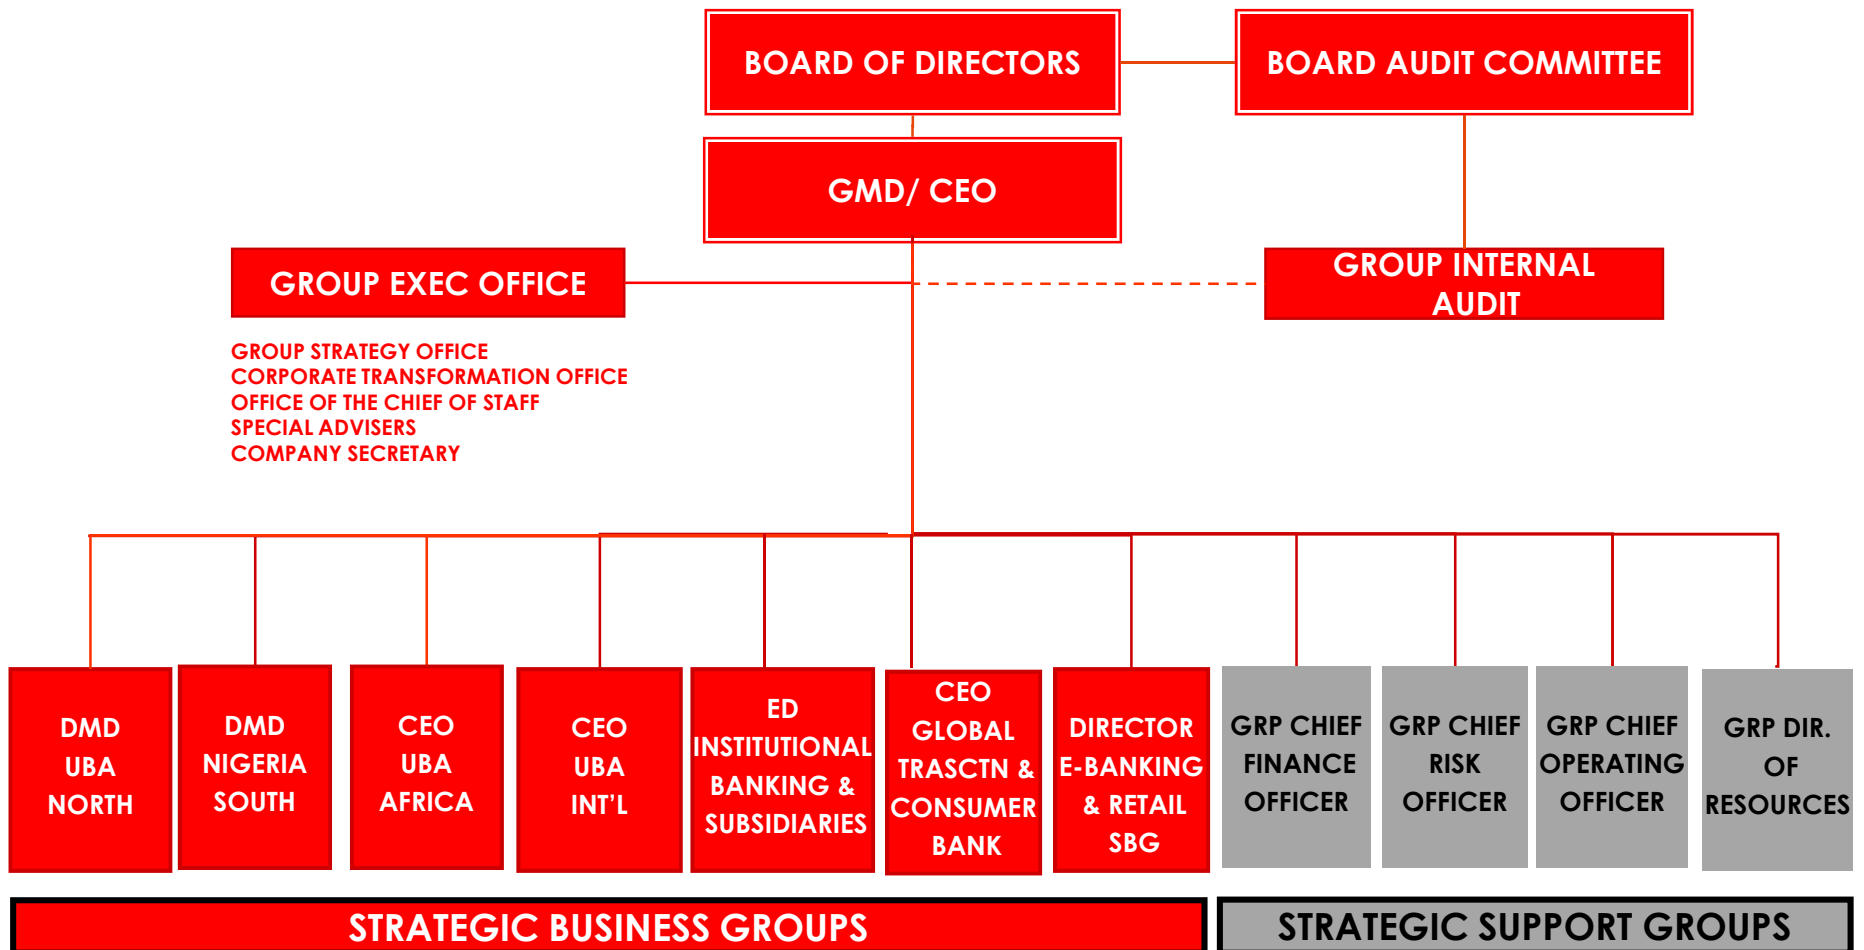 BOARD OF DIRECTORS
BOARD AUDIT COMMITTEE
GMD/ CEO
GROUP EXEC OFFICE
GROUP INTERNAL
AUDIT
GROUP STRATEGY OFFICE
CORPORATE TRANSFORMATION OFFICE
OFFICE OF THE CHIEF OF STAFF
SPECIAL ADVISERS
COMPANY SECRETARY
DMD
UBA
NORTH
DMD
NIGERIA
SOUTH
CEO
UBA
AFRICA
CEO
UBA
INT’L
ED
INSTITUTIONAL
BANKING &
SUBSIDIARIES
CEO
GLOBAL
TRASCTN &
CONSUMER
BANK
DIRECTOR
E-BANKING
& RETAIL
SBG
GRP CHIEF
FINANCE
OFFICER
GRP CHIEF
RISK
OFFICER
GRP CHIEF
OPERATING
OFFICER
GRP DIR.
OF
RESOURCES
STRATEGIC BUSINESS GROUPS
STRATEGIC SUPPORT GROUPS